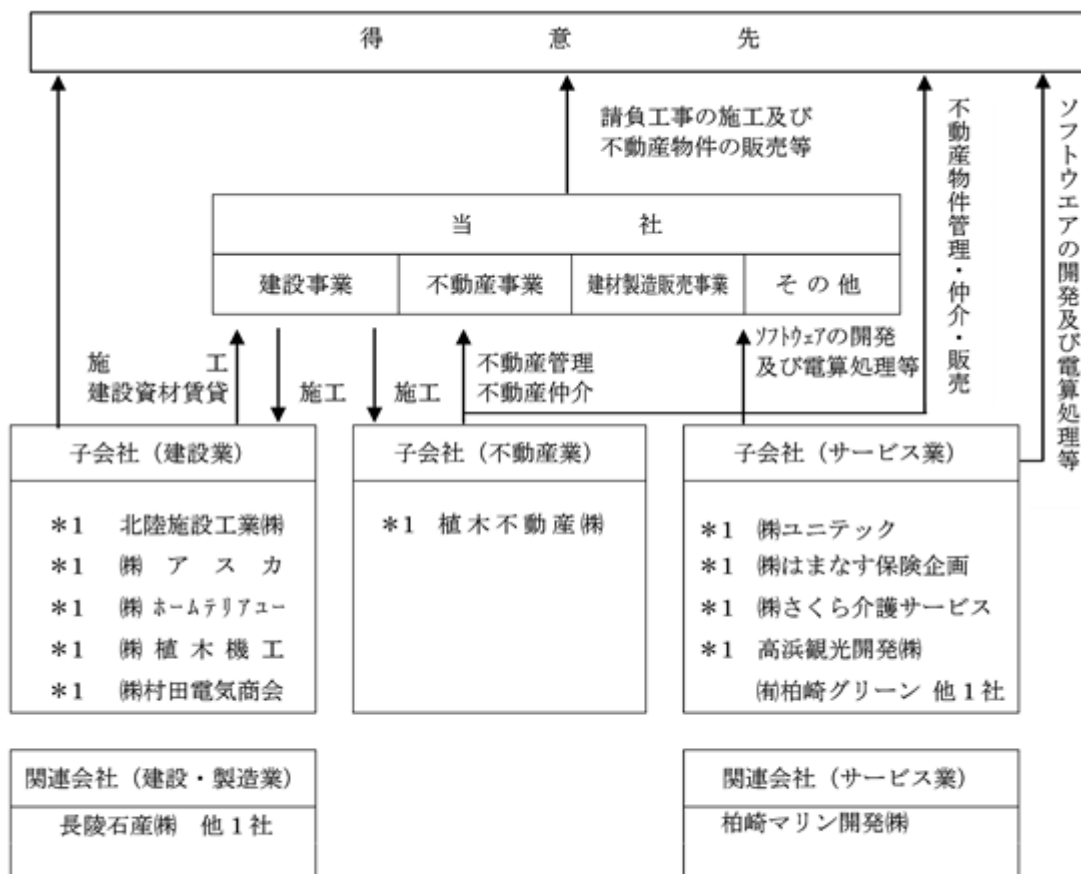 得意先
請負工事の施工及び
不動産物件の販売等
不動産物件管理・仲介・販売
ソフトウエアの開発及び電算処理等
当社
建設事業 不動産事業 建材製造販売事業 その他
施工
建設資材賃貸
施工
施工
不動産管理
不動産仲介
ソフトウェアの開発
及び電算処理等
子会社(建設業)
*1 北陸施設工業㈱
*1 ㈱アスカ
*1 ㈱ホームテリアユー
*1 ㈱植木機工
*1 ㈱村田電気商会
子会社(不動産業)
*1 植木不動産㈱
子会社(サービス業)
*1 ㈱ユニテック
*1 ㈱はまなす保険企画
*1 ㈱さくら介護サービス
*1 高浜観光開発㈱
㈲柏崎グリーン 他1社
関連会社(建設・製造業)
長陵石産㈱ 他1社
関連会社(サービス業)
柏崎マリン開発㈱